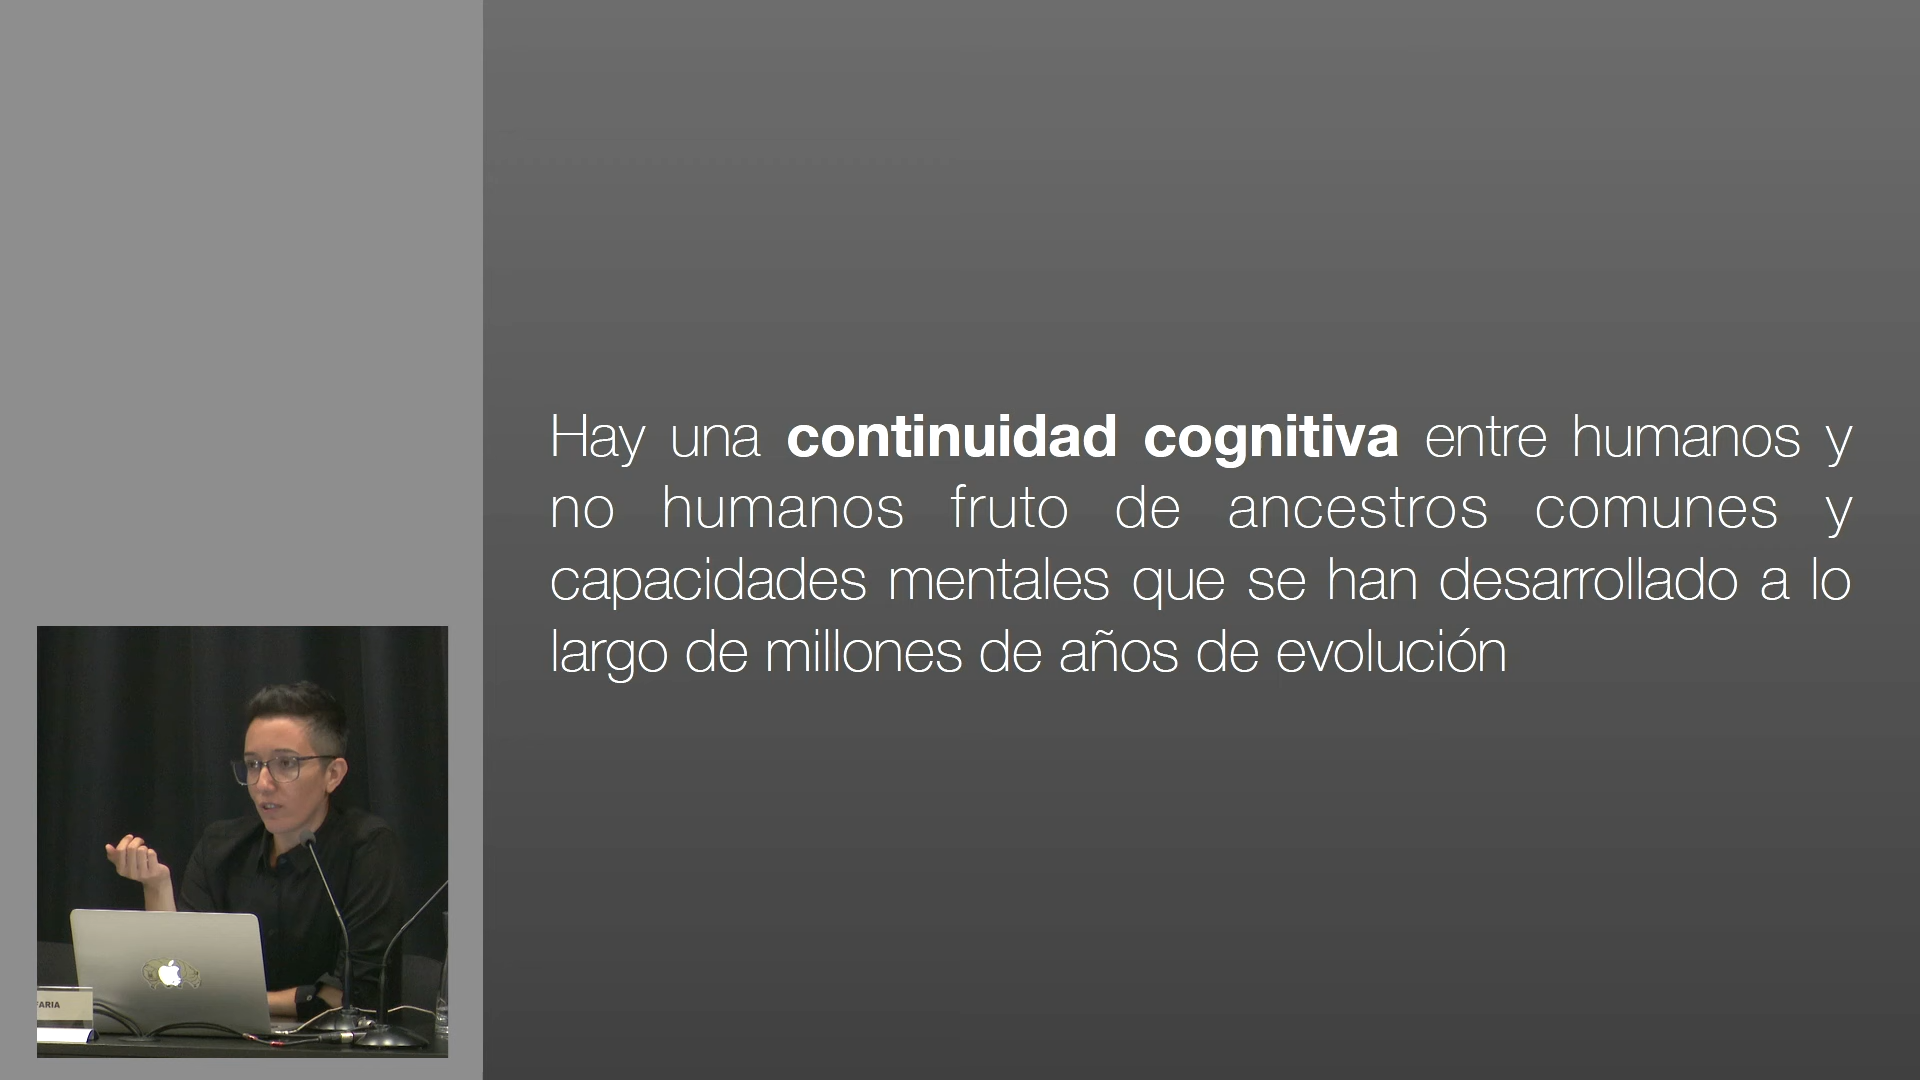 Hay una continuidad cognitiva entre humanos y
no humanos fruto de ancestros comunes y
capacidades mentales que se han desarrollado a lo
largo de millones de años de evolución
FARIA